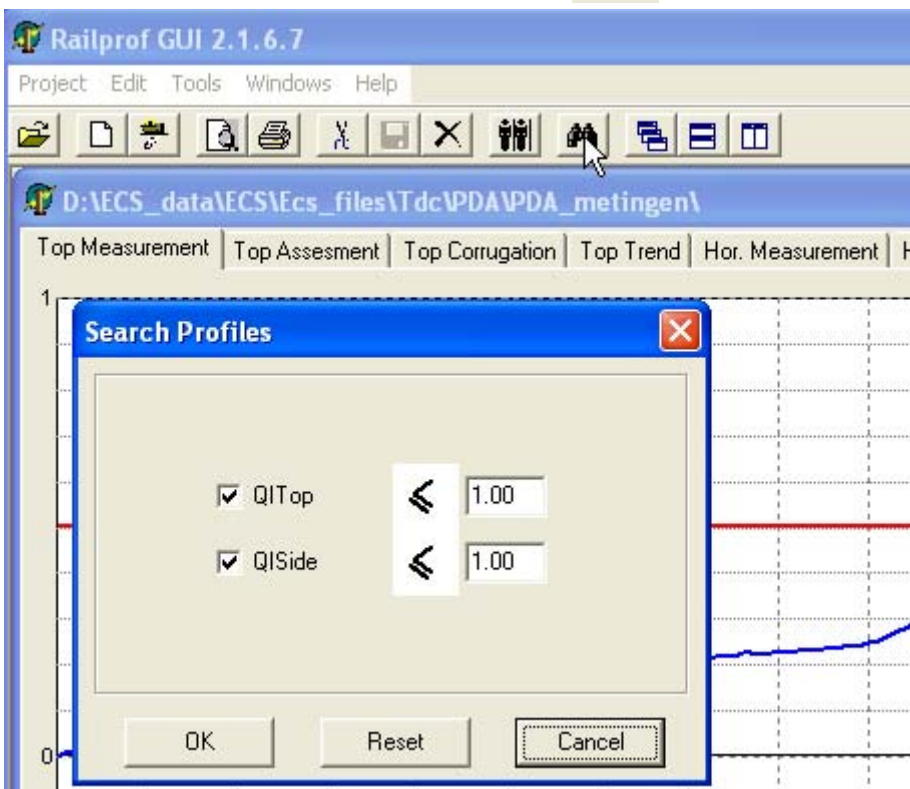 Railprof GUI 2.1.6.7
Project Edit Tools Windows Help
D:\ECS_data\ECS\Ecs_files\Tdc\PDA\PDA_metingen\
Top Measurement Top Assesment Top Corrugation Top Trend Hor. Measurement H
1
Search Profiles
QITop ≤ 1.00
QISide ≤ 1.00
OK Reset Cancel
0